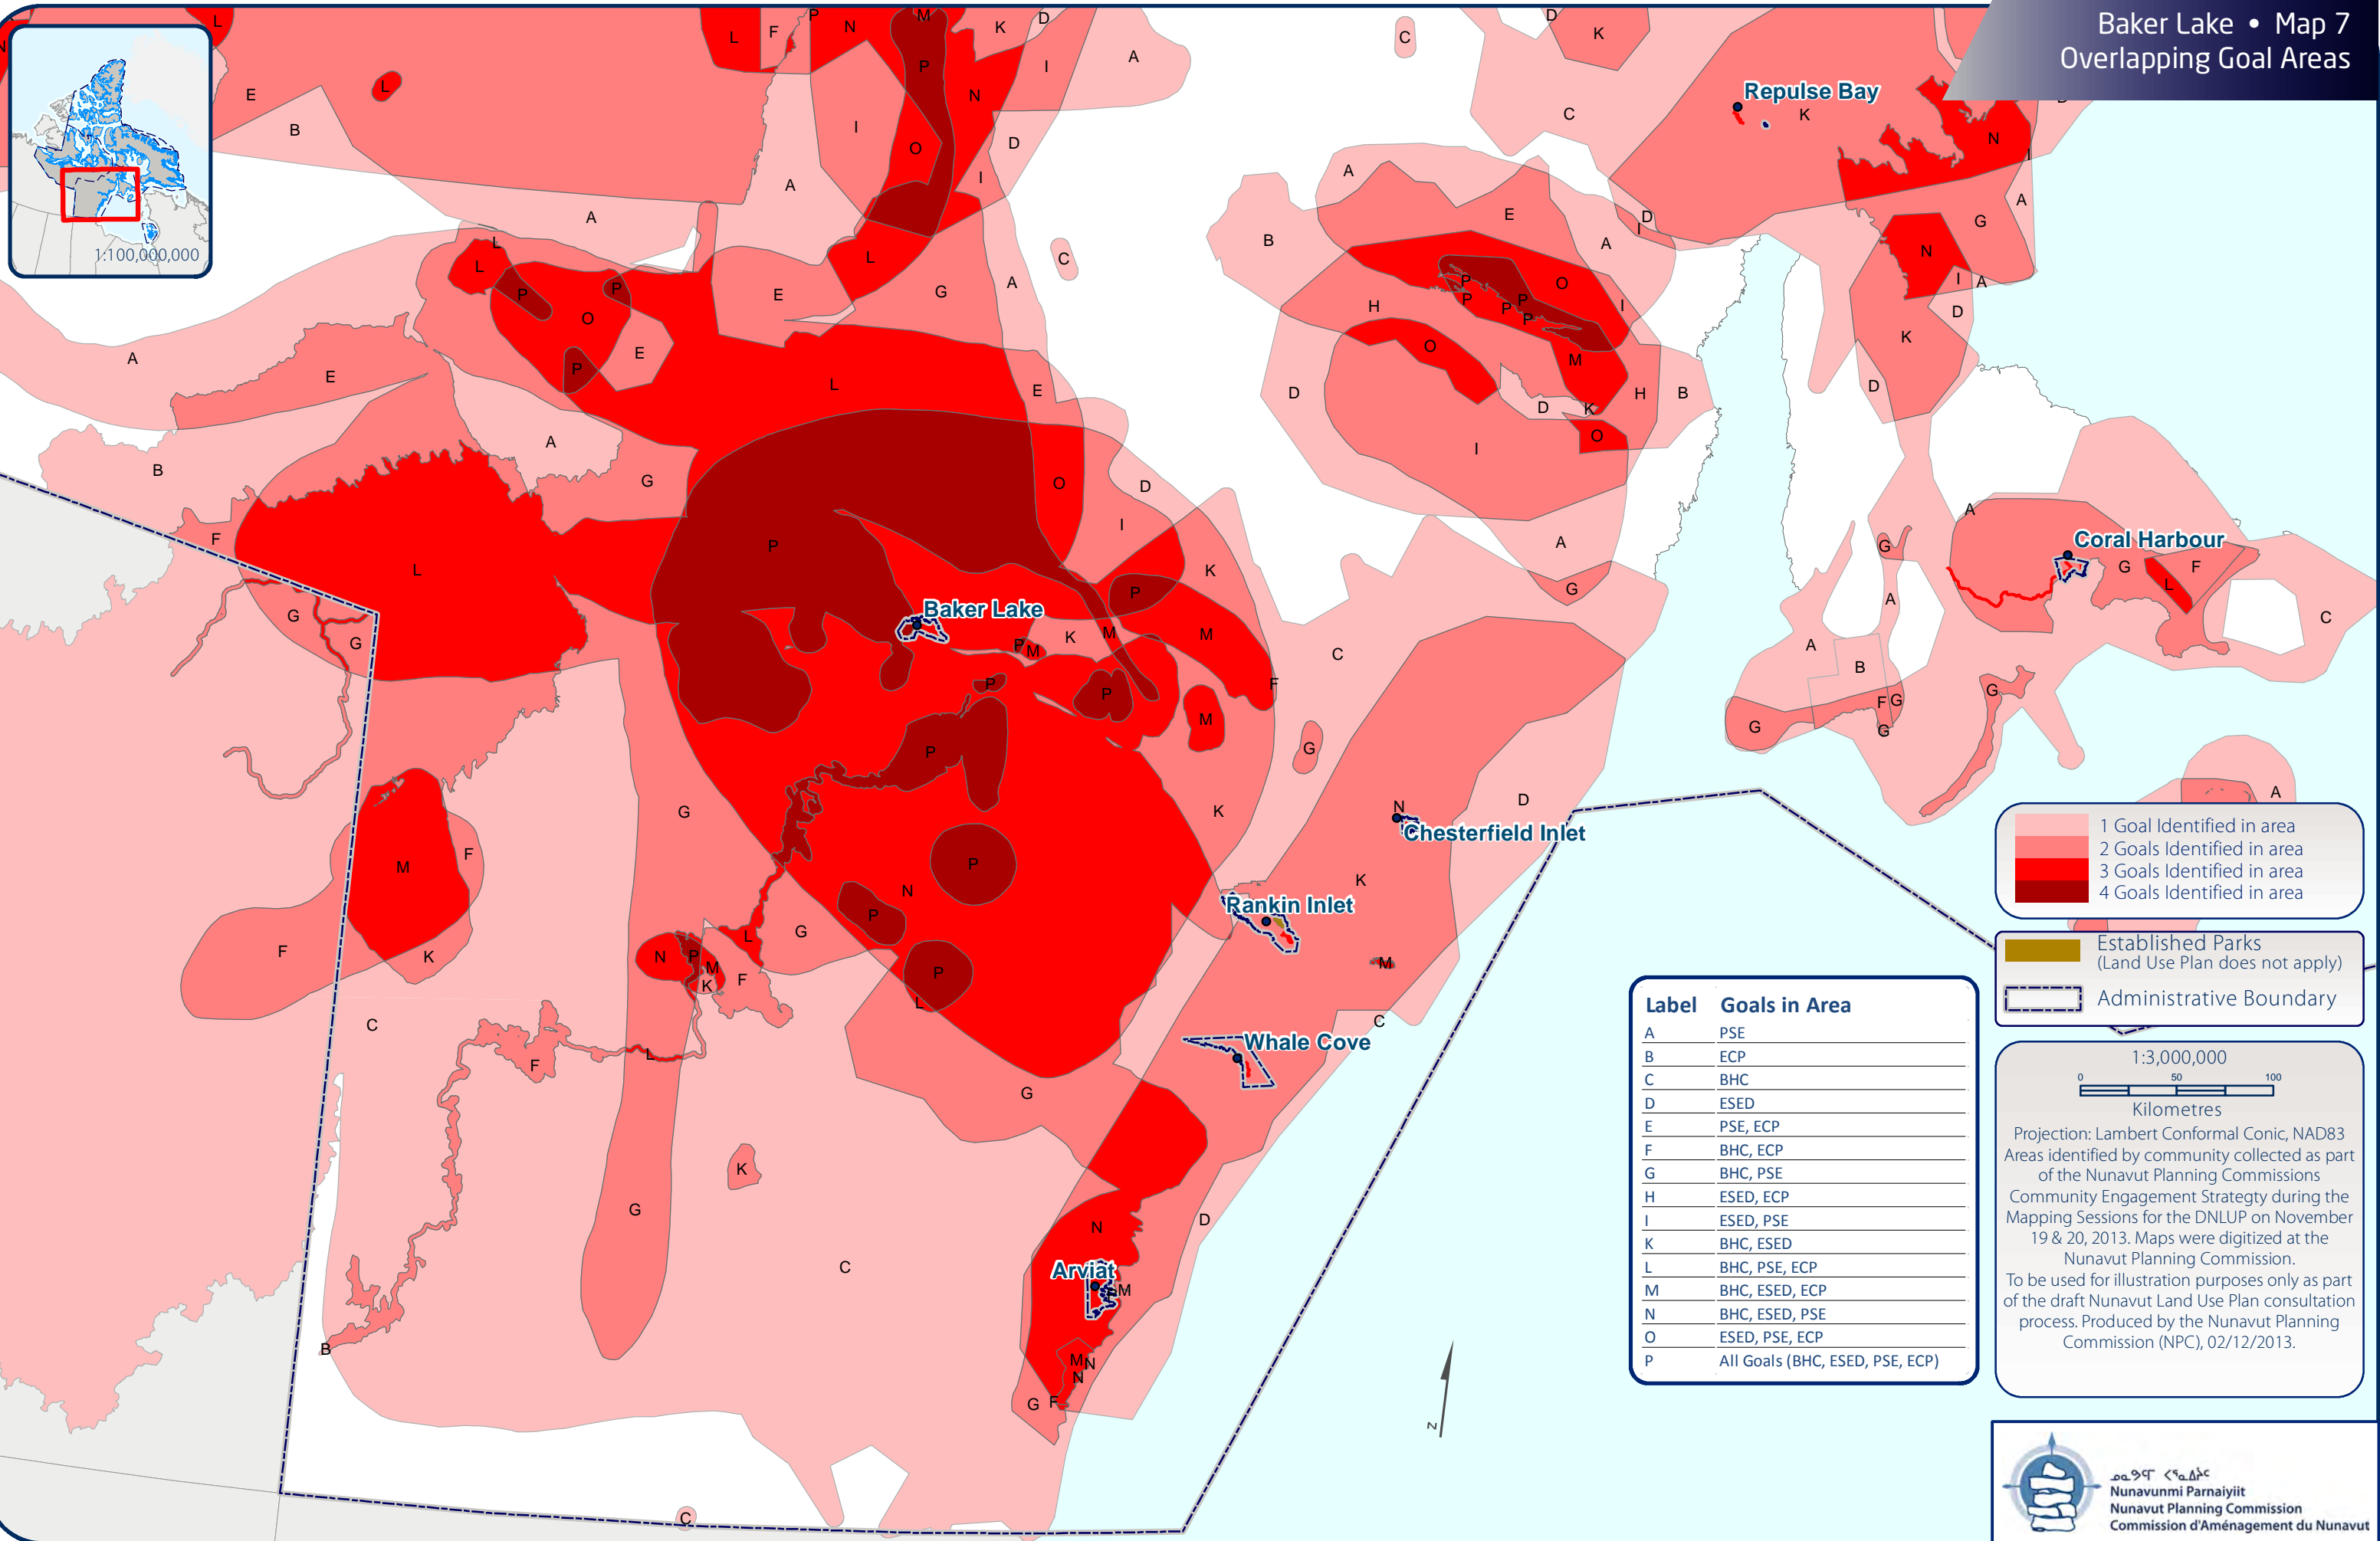 Baker Lake • Map 7
Overlapping Goal Areas
1:100,000,000
Repulse Bay
Coral Harbour
Baker Lake
Chesterfield Inlet
Rankin Inlet
Whale Cove
Arviat
1 Goal Identified in area
2 Goals Identified in area
3 Goals Identified in area
4 Goals Identified in area
Established Parks
(Land Use Plan does not apply)
Administrative Boundary
Label Goals in Area
A PSE
B ECP
C BHC
D ESED
E PSE, ECP
F BHC, ECP
G BHC, PSE
H ESED, ECP
I ESED, PSE
K BHC, ESED
L BHC, PSE, ECP
M BHC, ESED, ECP
N BHC, ESED, PSE
O ESED, PSE, ECP
P All Goals (BHC, ESED, PSE, ECP)
1:3,000,000
0 50 100
Kilometres
Projection: Lambert Conformal Conic, NAD83
Areas identified by community collected as part
of the Nunavut Planning Commissions
Community Engagement Strategty during the
Mapping Sessions for the DNLUP on November
19 & 20, 2013. Maps were digitized at the
Nunavut Planning Commission.
To be used for illustration purposes only as part
of the draft Nunavut Land Use Plan consultation
process. Produced by the Nunavut Planning
Commission (NPC), 02/12/2013.
N
ᓄᓇᕗᒻᒥ ᐸᕐᓇᐃᔩᑦ
Nunavunmi Parnaiyiit
Nunavut Planning Commission
Commission d'Aménagement du Nunavut